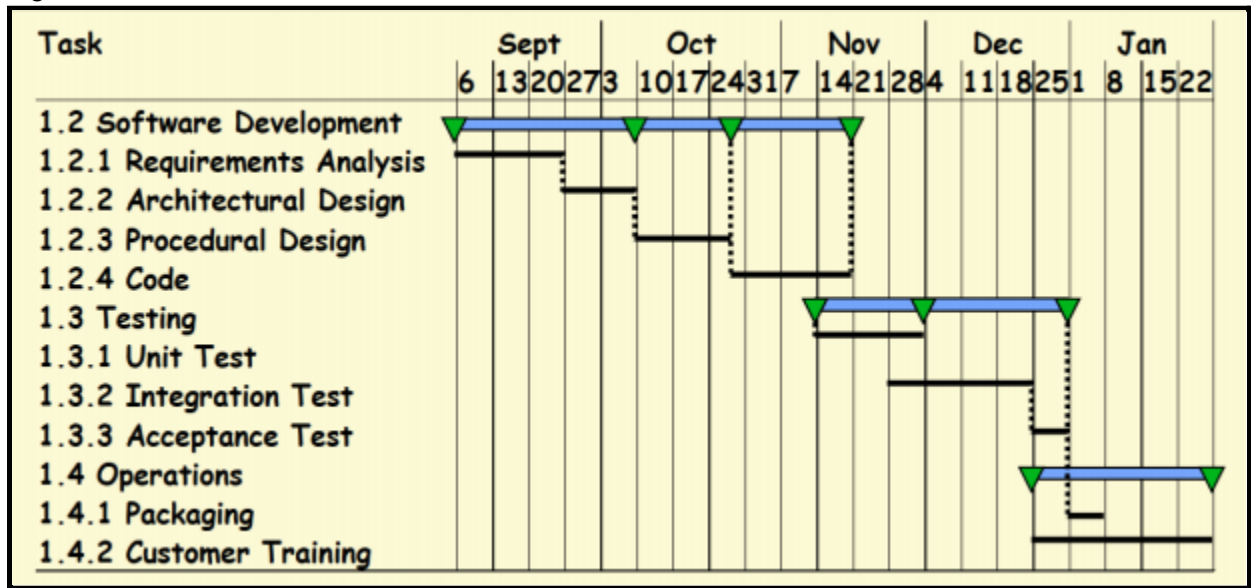 Task Sept Oct Nov Dec Jan
6 13 20 27 3 10 17 24 31 7 14 21 28 4 11 18 25 1 8 15 22
1.2 Software Development
1.2.1 Requirements Analysis
1.2.2 Architectural Design
1.2.3 Procedural Design
1.2.4 Code
1.3 Testing
1.3.1 Unit Test
1.3.2 Integration Test
1.3.3 Acceptance Test
1.4 Operations
1.4.1 Packaging
1.4.2 Customer Training